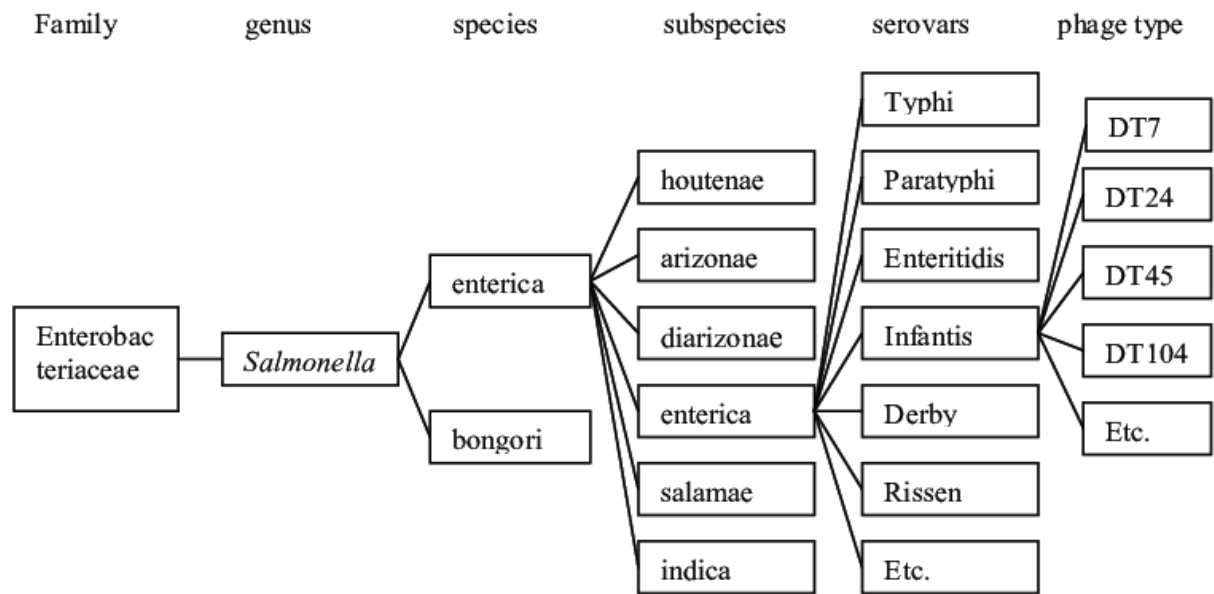 Family genus species subspecies serovars phage type
Enterobac
teriaceae
Salmonella
enterica
bongori
houtenae
arizonae
diarizonae
enterica
salamae
indica
Typhi
Paratyphi
Enteritidis
Infantis
Derby
Rissen
Etc.
DT7
DT24
DT45
DT104
Etc.